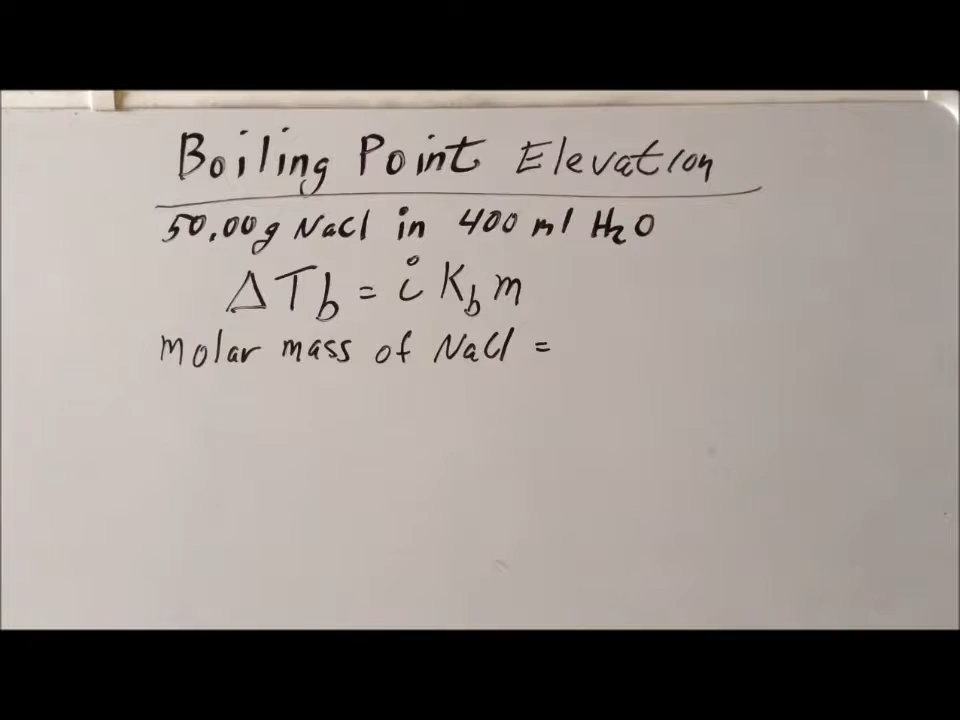 Boiling Point Elevation
50.00g NaCl in 400 ml H₂O
ΔTb = i Kb m
Molar mass of NaCl =